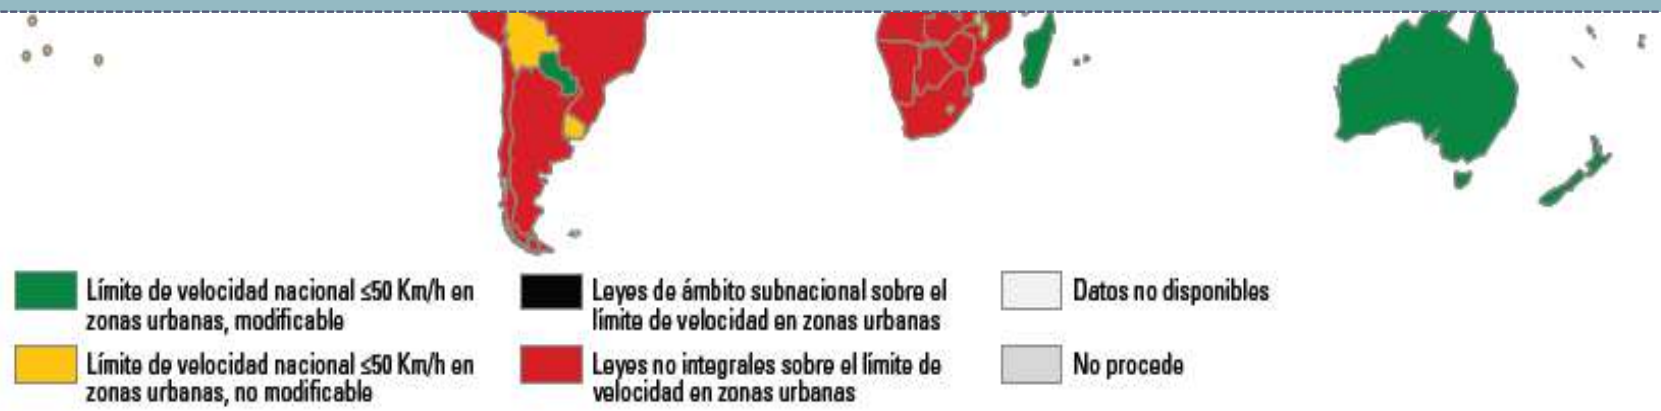 Límite de velocidad nacional ≤50 Km/h en
zonas urbanas, modificable
Límite de velocidad nacional ≤50 Km/h en
zonas urbanas, no modificable
Leyes de ámbito subnacional sobre el
límite de velocidad en zonas urbanas
Leyes no integrales sobre el límite de
velocidad en zonas urbanas
Datos no disponibles
No procede